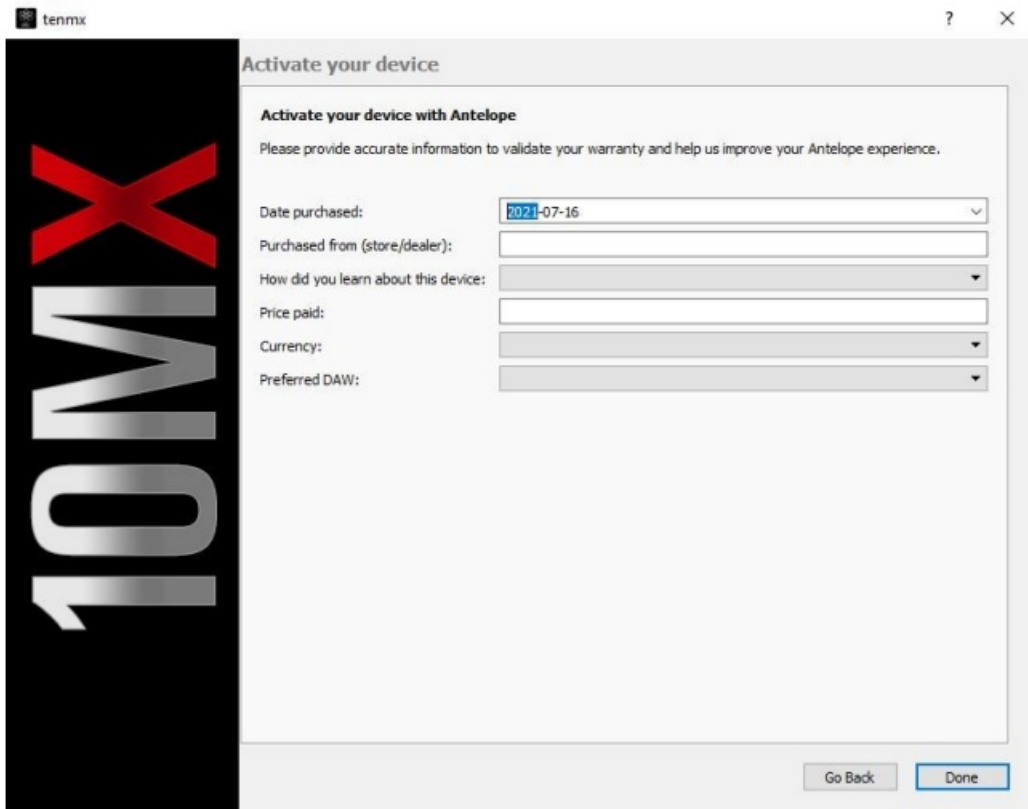 tenmx
?
Activate your device
Activate your device with Antelope
Please provide accurate information to validate your warranty and help us improve your Antelope experience.
Date purchased: 2021-07-16
Purchased from (store/dealer):
How did you learn about this device:
Price paid:
Currency:
Preferred DAW:
10MX
Go Back Done